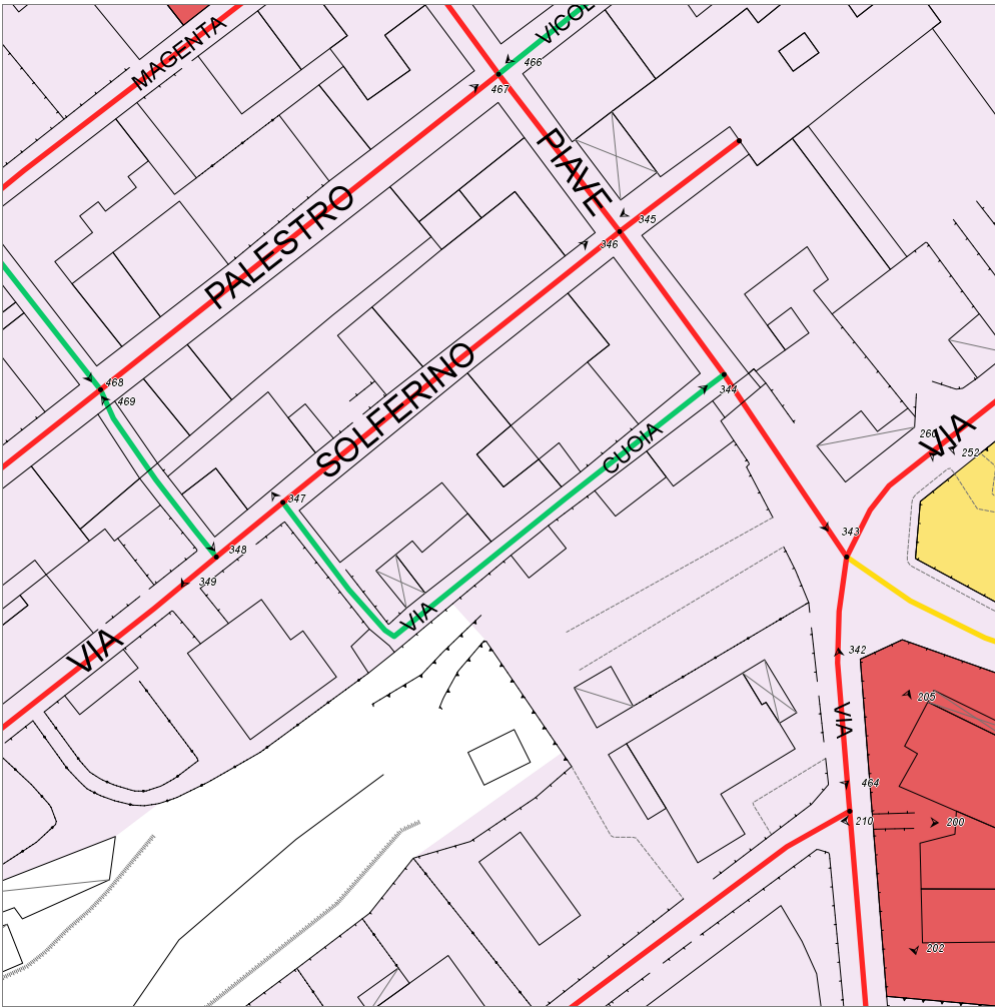 VICOL
MAGENTA
466
467
PIAVE
PALESTRO
345
346
SOLFERINO
468
469
344
CUOIA
VIA
260
252
347
343
348
349
VIA
VIA
342
205
VIA
464
210
200
202